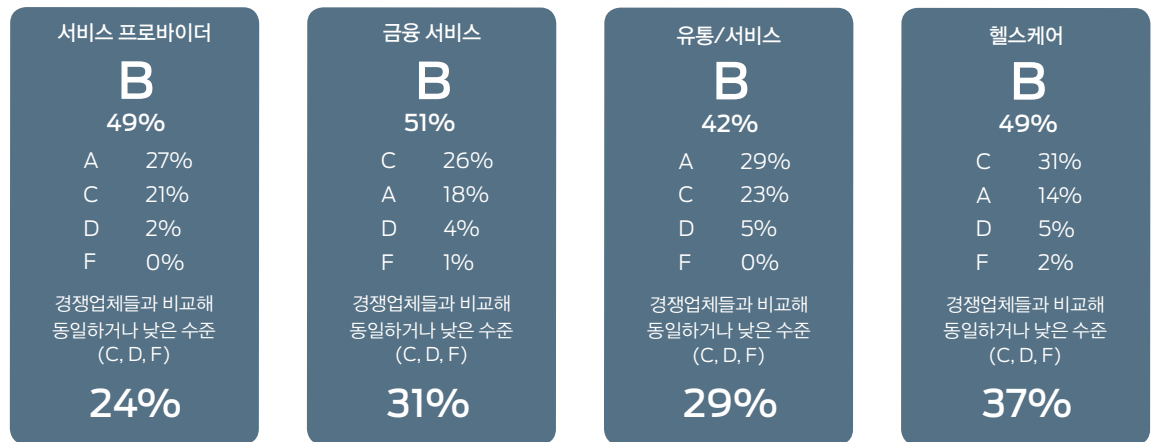 서비스 프로바이더
B
49%
A 27%
C 21%
D 2%
F 0%
경쟁업체들과 비교해
동일하거나 낮은 수준
(C, D, F)
24%
금융 서비스
B
51%
C 26%
A 18%
D 4%
F 1%
경쟁업체들과 비교해
동일하거나 낮은 수준
(C, D, F)
31%
유통/서비스
B
42%
A 29%
C 23%
D 5%
F 0%
경쟁업체들과 비교해
동일하거나 낮은 수준
(C, D, F)
29%
헬스케어
B
49%
C 31%
A 14%
D 5%
F 2%
경쟁업체들과 비교해
동일하거나 낮은 수준
(C, D, F)
37%